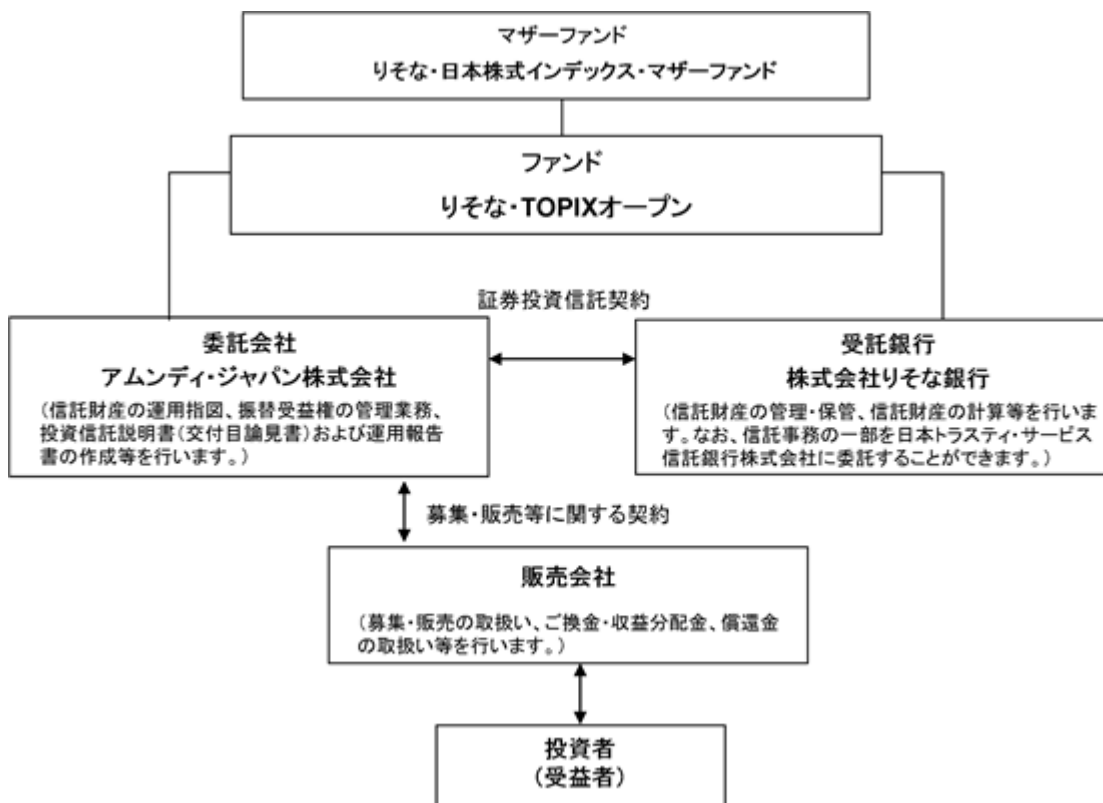 マザーファンド
りそな・日本株式インデックス・マザーファンド
ファンド
りそな・TOPIXオープン
証券投資信託契約
委託会社
アムンディ・ジャパン株式会社
(信託財産の運用指図、振替受益権の管理業務、
投資信託説明書(交付目論見書)および運用報告
書の作成等を行います。)
受託銀行
株式会社りそな銀行
(信託財産の管理・保管、信託財産の計算等を行いま
す。なお、信託事務の一部を日本トラスティ・サービス
信託銀行株式会社に委託することができます。)
募集・販売等に関する契約
販売会社
(募集・販売の取扱い、ご換金・収益分配金、償還金
の取扱い等を行います。)
投資者
(受益者)